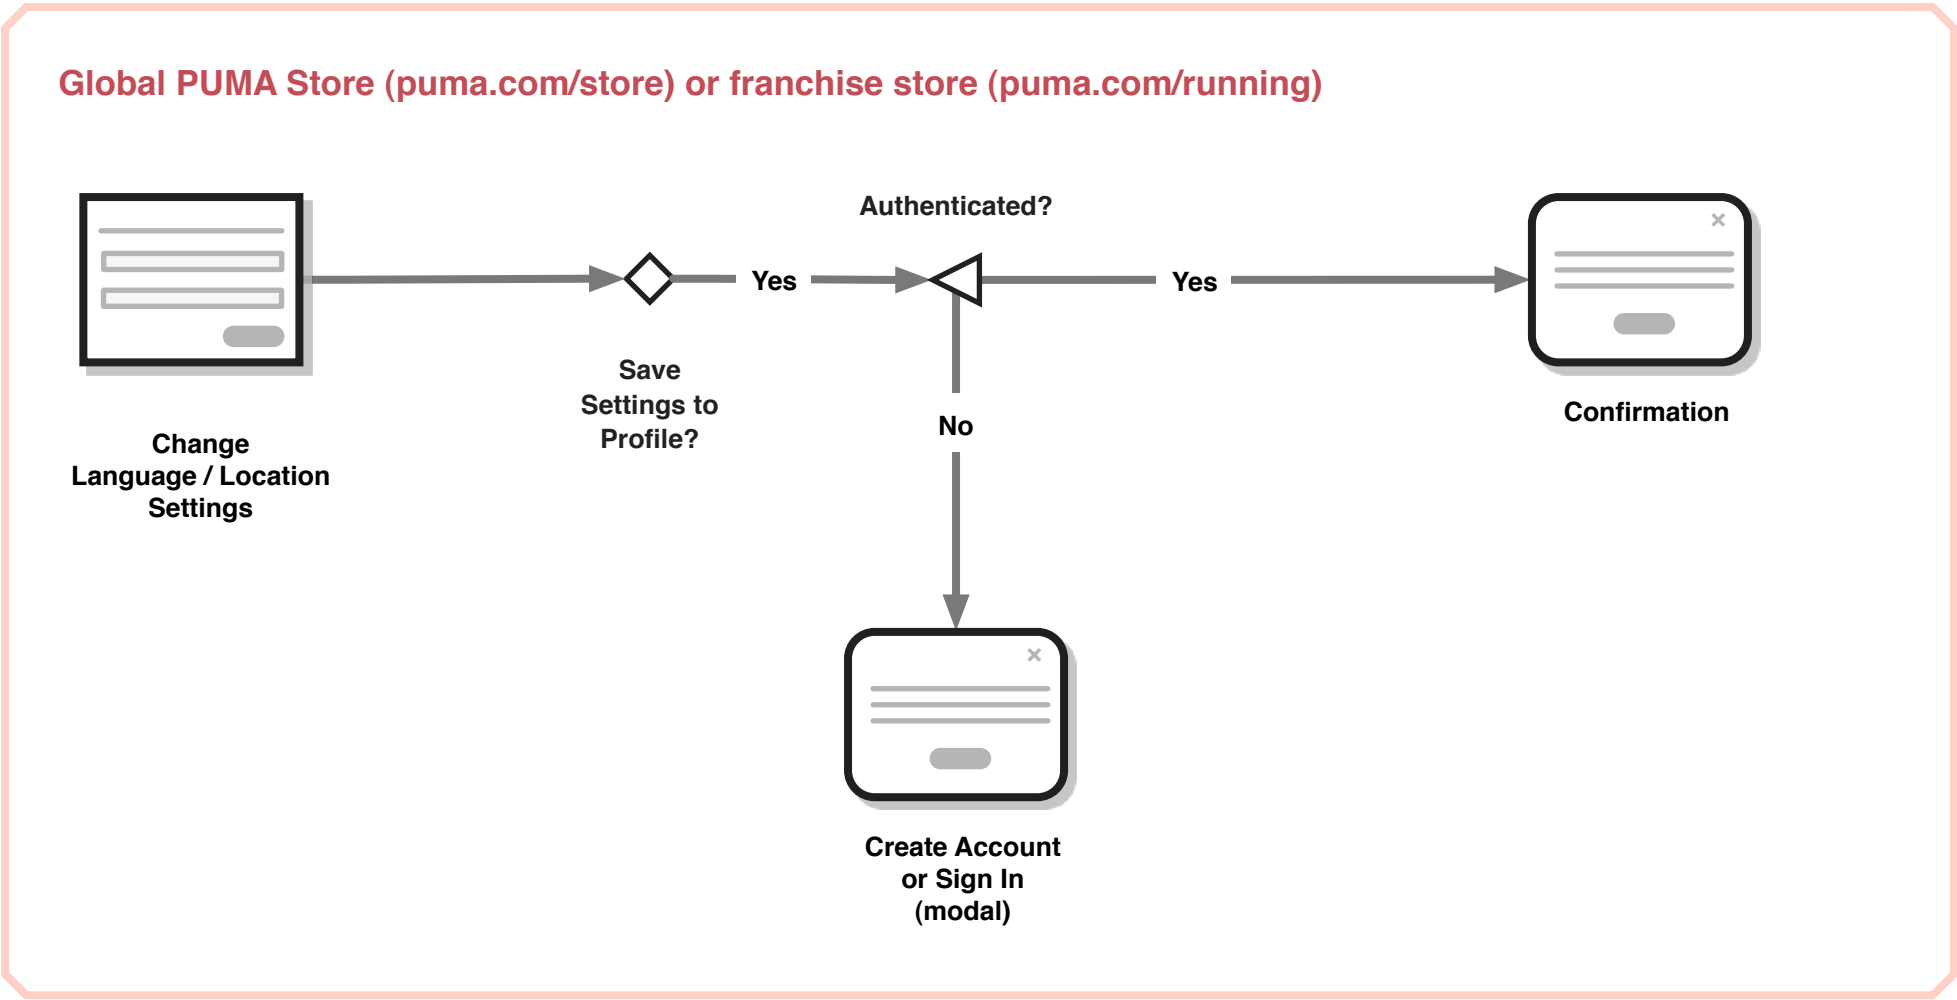 Global PUMA Store (puma.com/store) or franchise store (puma.com/running)
Authenticated?
Yes
Yes
Save
Settings to
Profile?
Change
Language / Location
Settings
No
Confirmation
Create Account
or Sign In
(modal)